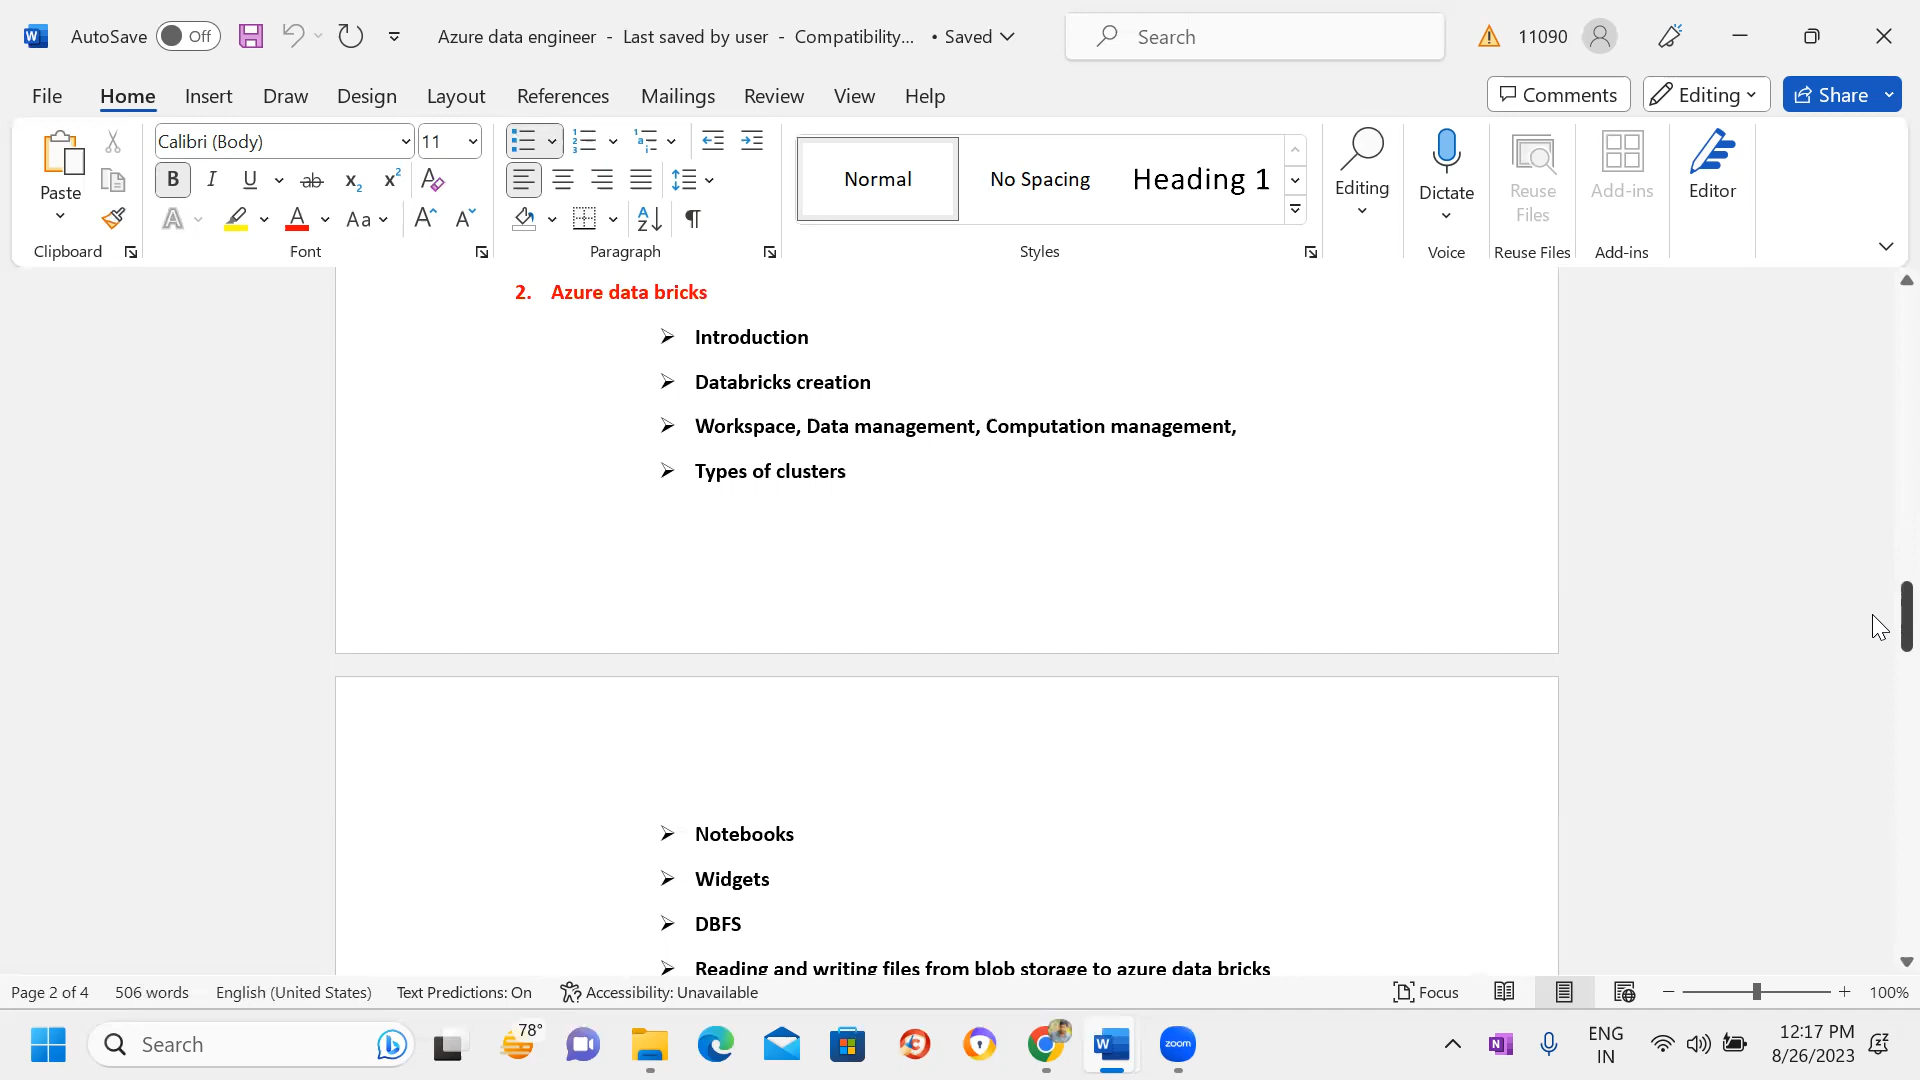 AutoSave Off Azure data engineer - Last saved by user - Compatibility... • Saved Search 11090
File Home Insert Draw Design Layout References Mailings Review View Help Comments Editing Share
Paste
Clipboard
Calibri (Body) 11
Font
Paragraph
Normal No Spacing Heading 1
Styles
Editing
Dictate
Voice
Reuse Files
Reuse Files
Add-ins
Add-ins
Editor
2. Azure data bricks
➢ Introduction
➢ Databricks creation
➢ Workspace, Data management, Computation management,
➢ Types of clusters
➢ Notebooks
➢ Widgets
➢ DBFS
➢ Reading and writing files from blob storage to azure data bricks
Page 2 of 4 506 words English (United States) Text Predictions: On Accessibility: Unavailable Focus 100%
Search 78° zoom ENG IN 12:17 PM 8/26/2023